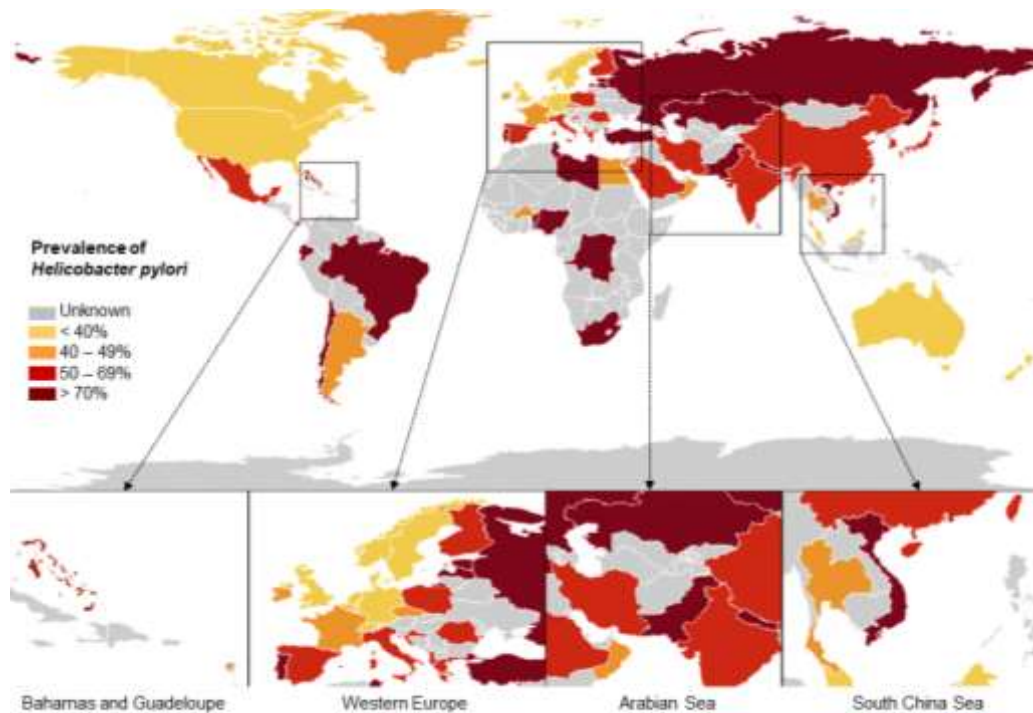 Prevalence of
Helicobacter pylori
Unknown
< 40%
40 – 49%
50 – 69%
> 70%
Bahamas and Guadeloupe
Western Europe
Arabian Sea
South China Sea